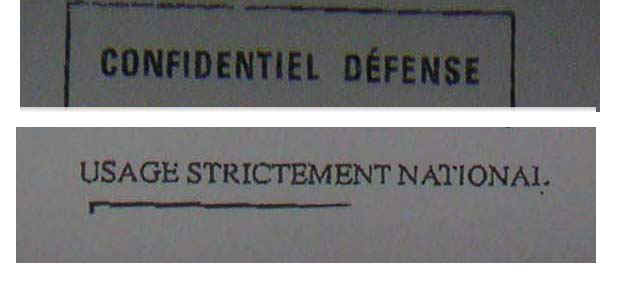 CONFIDENTIEL DÉFENSE
USAGE STRICTEMENT NATIONAL